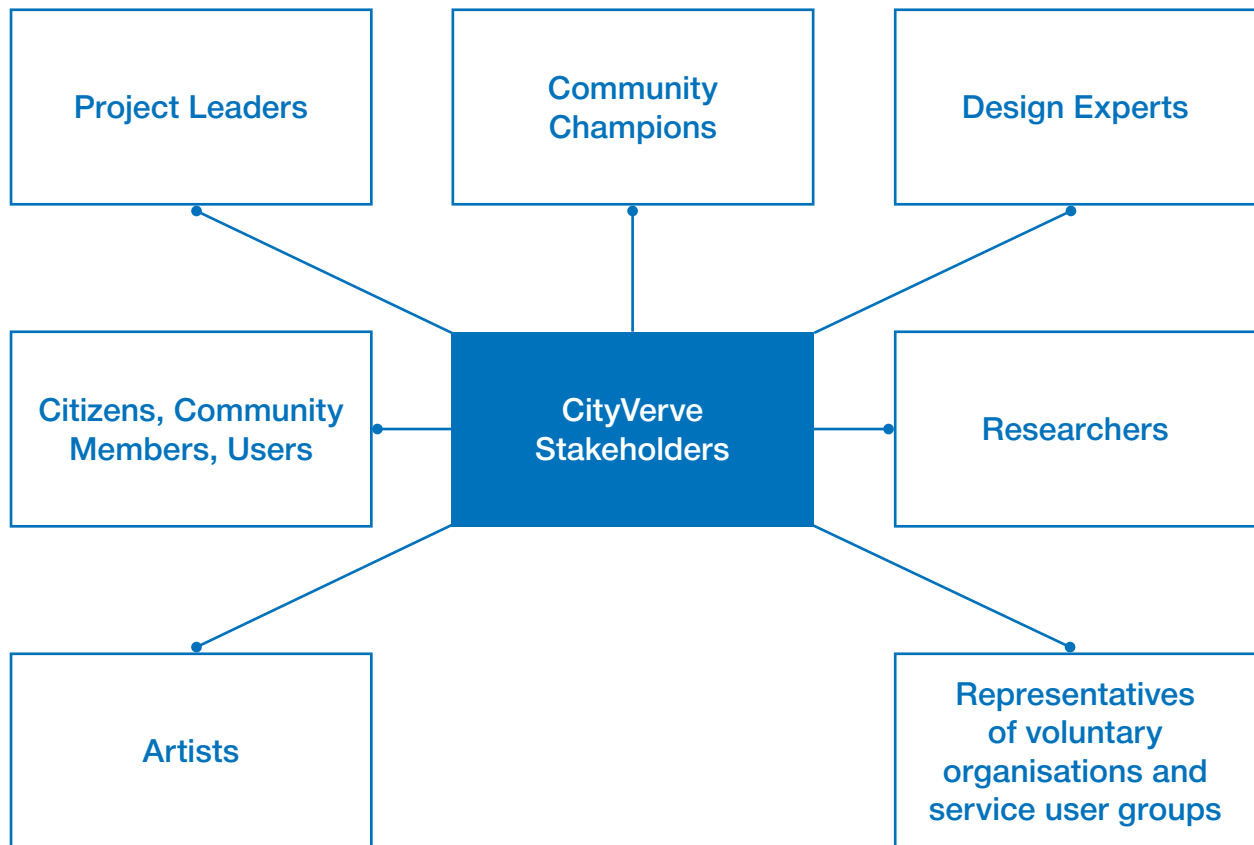 Project Leaders
Community
Champions
Design Experts
Citizens, Community
Members, Users
CityVerve
Stakeholders
Researchers
Artists
Representatives
of voluntary
organisations and
service user groups